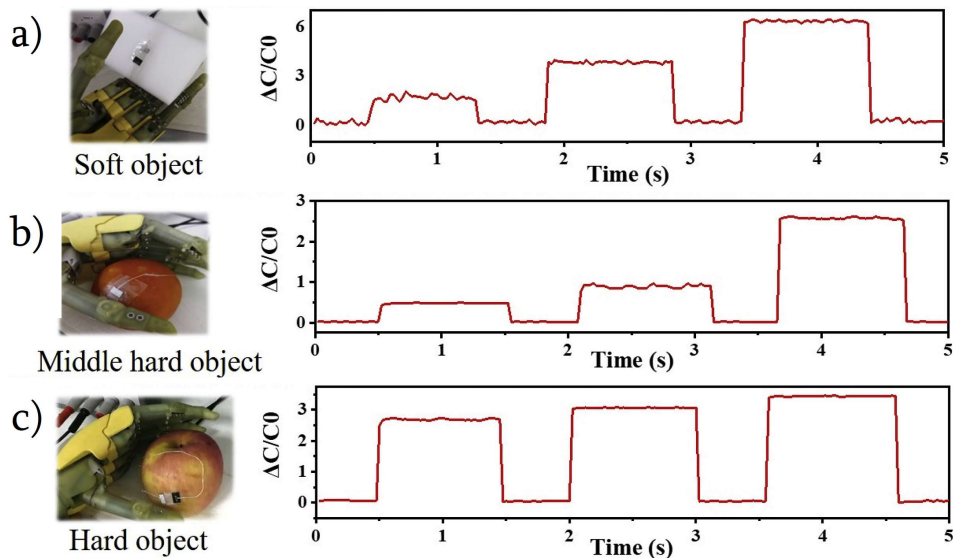 a)
Soft object
ΔC/C0
6
3
0
0 1 2 3 4 5
Time (s)
b)
Middle hard object
ΔC/C0
3
2
1
0
0 1 2 3 4 5
Time (s)
c)
Hard object
ΔC/C0
3
2
1
0
0 1 2 3 4 5
Time (s)